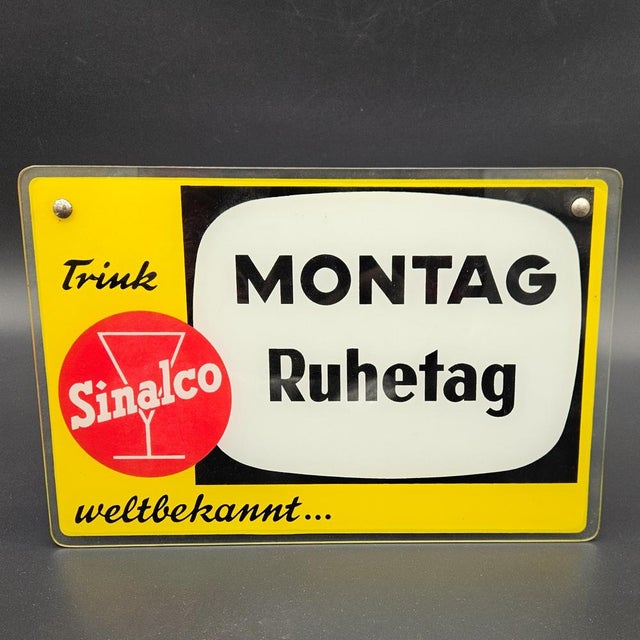 Trink
Sinalco
weltbekannt...
MONTAG
Ruhetag